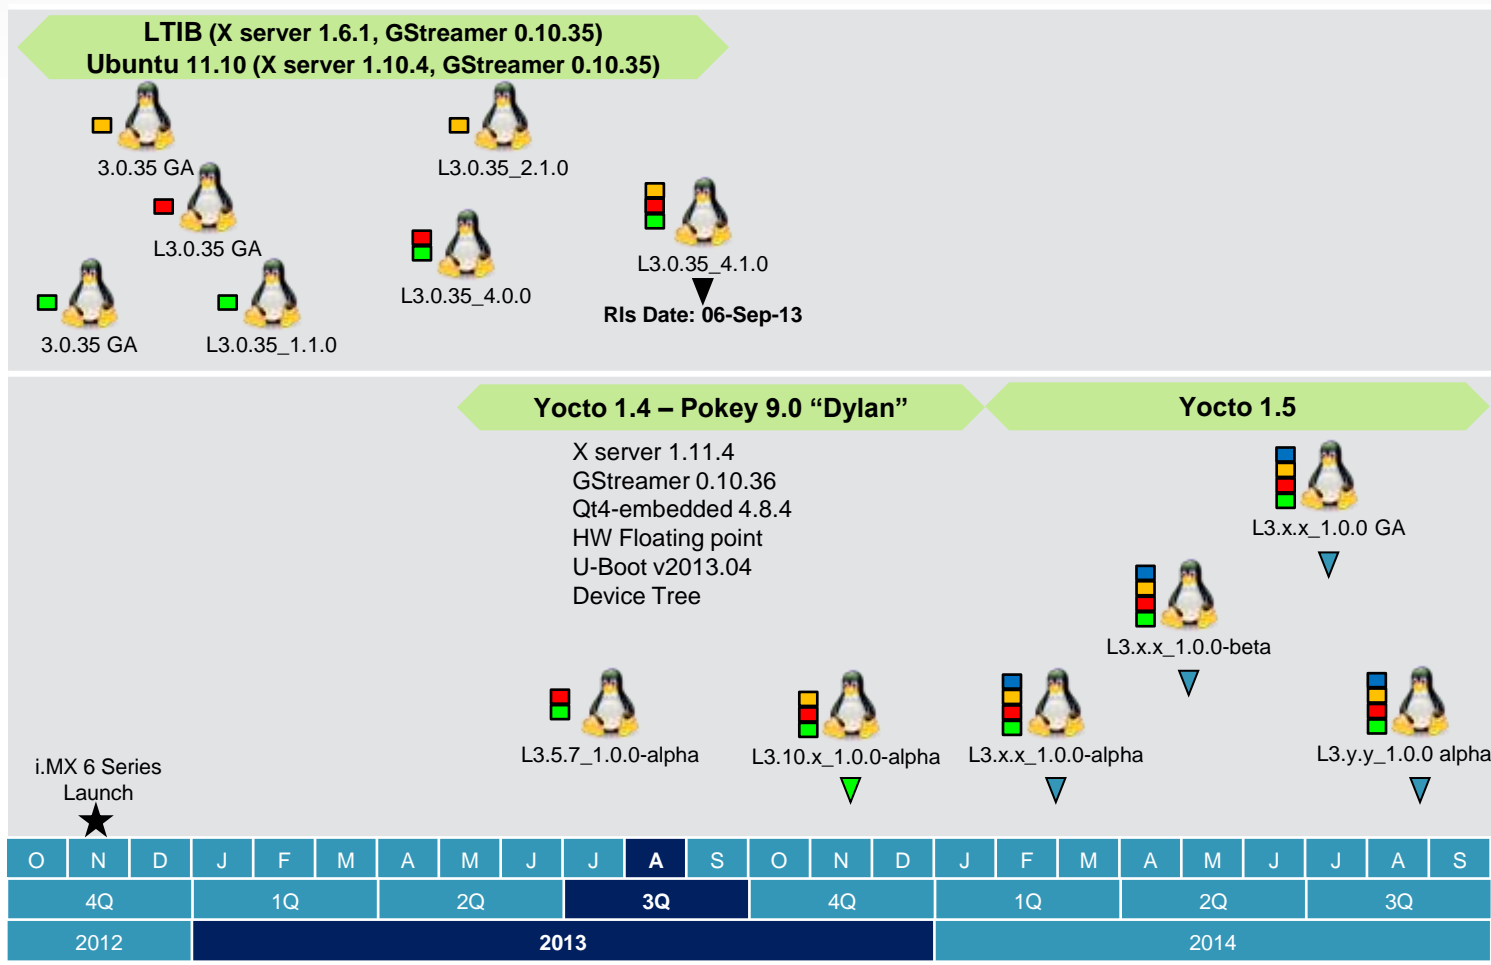 LTIB (X server 1.6.1, GStreamer 0.10.35)
Ubuntu 11.10 (X server 1.10.4, GStreamer 0.10.35)
3.0.35 GA
L3.0.35_2.1.0
L3.0.35 GA
L3.0.35_4.1.0
L3.0.35_4.0.0
Rls Date: 06-Sep-13
3.0.35 GA
L3.0.35_1.1.0
Yocto 1.4 – Pokey 9.0 “Dylan”
Yocto 1.5
X server 1.11.4
GStreamer 0.10.36
Qt4-embedded 4.8.4
HW Floating point
U-Boot v2013.04
Device Tree
L3.x.x_1.0.0 GA
L3.x.x_1.0.0-beta
L3.5.7_1.0.0-alpha
L3.10.x_1.0.0-alpha
L3.x.x_1.0.0-alpha
L3.y.y_1.0.0 alpha
i.MX 6 Series
Launch
O N D J F M A M J J A S O N D J F M A M J J A S
4Q 1Q 2Q 3Q 4Q 1Q 2Q 3Q
2012 2013 2014